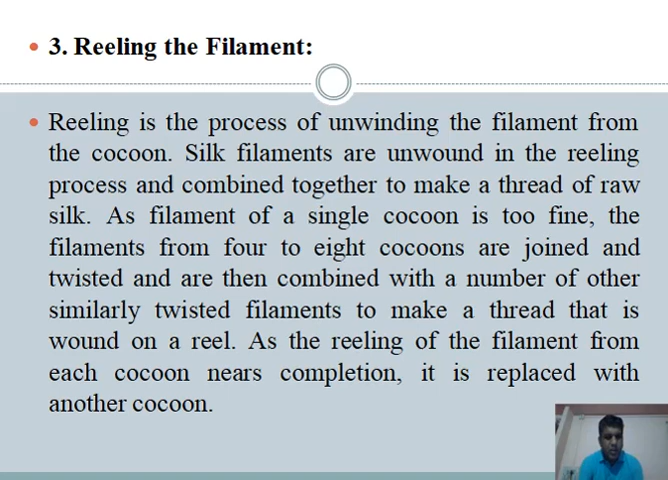 3. Reeling the Filament:
Reeling is the process of unwinding the filament from
the cocoon. Silk filaments are unwound in the reeling
process and combined together to make a thread of raw
silk. As filament of a single cocoon is too fine, the
filaments from four to eight cocoons are joined and
twisted and are then combined with a number of other
similarly twisted filaments to make a thread that is
wound on a reel. As the reeling of the filament from
each cocoon nears completion, it is replaced with
another cocoon.